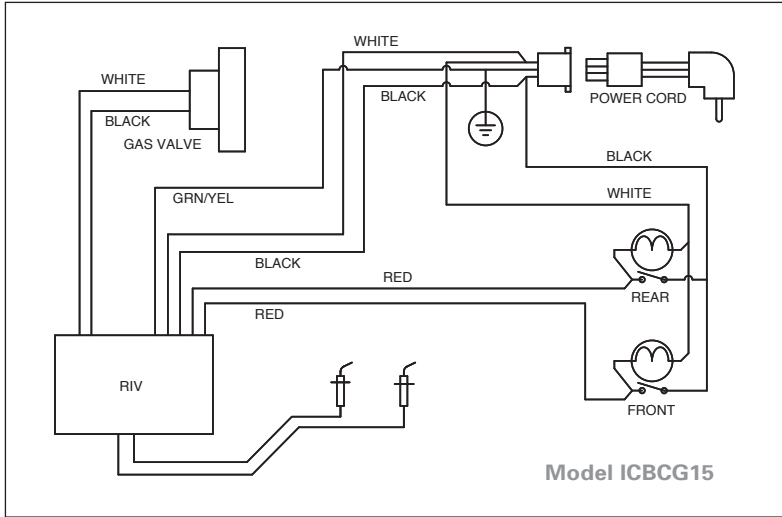 WHITE
WHITE
BLACK
POWER CORD
BLACK
GAS VALVE
BLACK
GRN/YEL
WHITE
BLACK
RED
REAR
RED
RIV
FRONT
Model ICBCG15